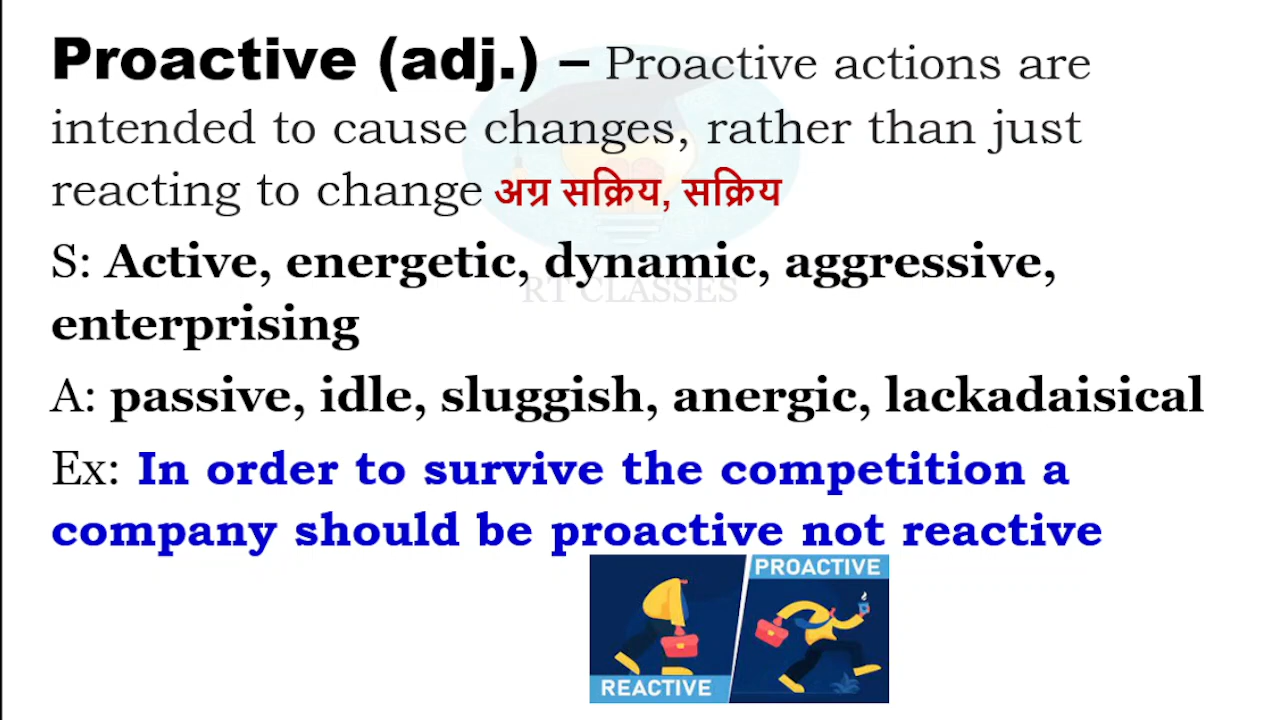 Proactive (adj.) – Proactive actions are
intended to cause changes, rather than just
reacting to change अग्र सक्रिय, सक्रिय
S: Active, energetic, dynamic, aggressive,
RT CLASSES
enterprising
A: passive, idle, sluggish, anergic, lackadaisical
Ex: In order to survive the competition a
company should be proactive not reactive
PROACTIVE
REACTIVE